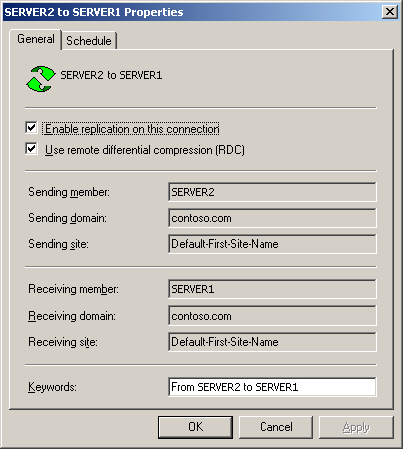 SERVER2 to SERVER1 Properties
General
Schedule
SERVER2 to SERVER1
Enable replication on this connection
Use remote differential compression (RDC)
Sending member: SERVER2
Sending domain: contoso.com
Sending site: Default-First-Site-Name
Receiving member: SERVER1
Receiving domain: contoso.com
Receiving site: Default-First-Site-Name
Keywords: From SERVER2 to SERVER1
OK
Cancel
Apply